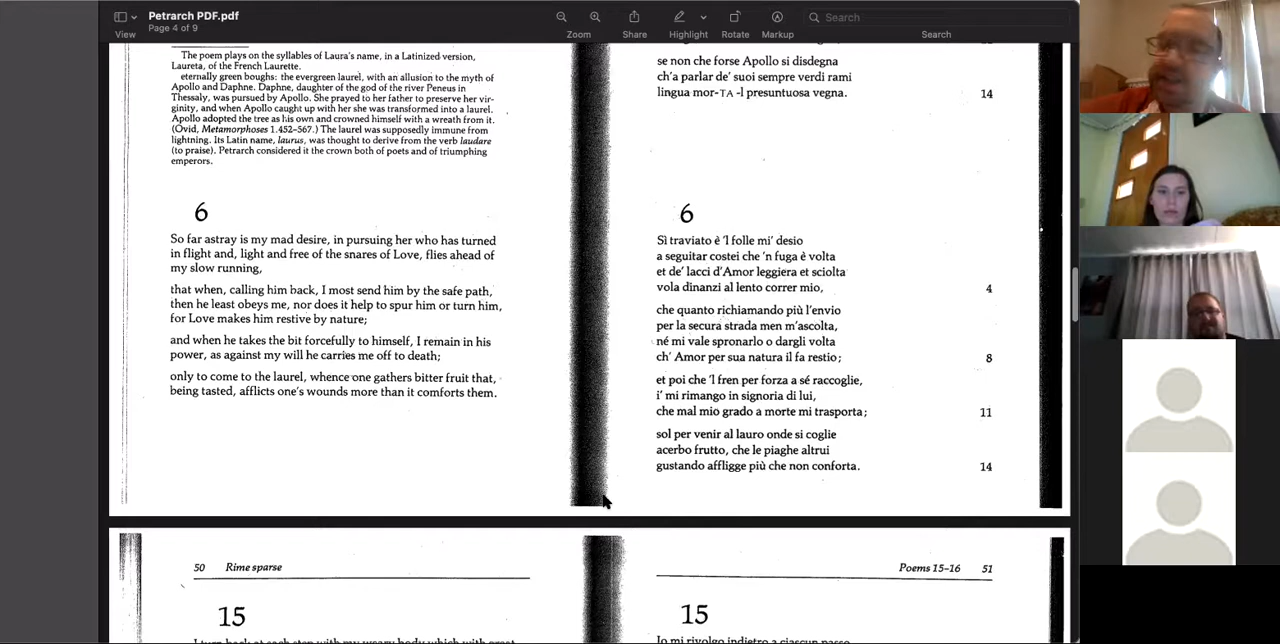 Petrarch PDF.pdf
Page 4 of 9
View
Zoom
Share
Highlight
Rotate
Markup
Search
Search
The poem plays on the syllables of Laura's name, in a Latinized version,
Laureta, of the French Laurette.
eternally green boughs: the evergreen laurel, with an allusion to the myth of
Apollo and Daphne. Daphne, daughter of the god of the river Peneus in
Thessaly, was pursued by Apollo. She prayed to her father to preserve her vir-
ginity, and when Apollo caught up with her she was transformed into a laurel.
Apollo adopted the tree as his own and crowned himself with a wreath from it.
(Ovid, Metamorphoses 1.452–567.) The laurel was supposedly immune from
lightning. Its Latin name, laurus, was thought to derive from the verb laudare
(to praise). Petrarch considered it the crown both of poets and of triumphing
emperors.
6
So far astray is my mad desire, in pursuing her who has turned
in flight and, light and free of the snares of Love, flies ahead of
my slow running,
that when, calling him back, I most send him by the safe path,
then he least obeys me, nor does it help to spur him or turn him,
for Love makes him restive by nature;
and when he takes the bit forcefully to himself, I remain in his
power, as against my will he carries me off to death;
only to come to the laurel, whence one gathers bitter fruit that,
being tasted, afflicts one's wounds more than it comforts them.
se non che forse Apollo si disdegna
ch'a parlar de' suoi sempre verdi rami
lingua mor-TA -l presuntuosa vegna. 14
6
Sì traviato è 'l folle mi' desio
a seguitar costei che 'n fuga è volta
et de' lacci d'Amor leggiera et sciolta
vola dinanzi al lento correr mio, 4
che quanto richiamando più l'envio
per la secura strada men m'ascolta,
né mi vale spronarlo o dargli volta
ch' Amor per sua natura il fa restio; 8
et poi che 'l fren per forza a sé raccoglie,
i' mi rimango in signoria di lui,
che mal mio grado a morte mi trasporta; 11
sol per venir al lauro onde si coglie
acerbo frutto, che le piaghe altrui
gustando affligge più che non conforta. 14
50 Rime sparse
15
Poems 15–16 51
15
Io mi rivolgo indietro a ciascun passo